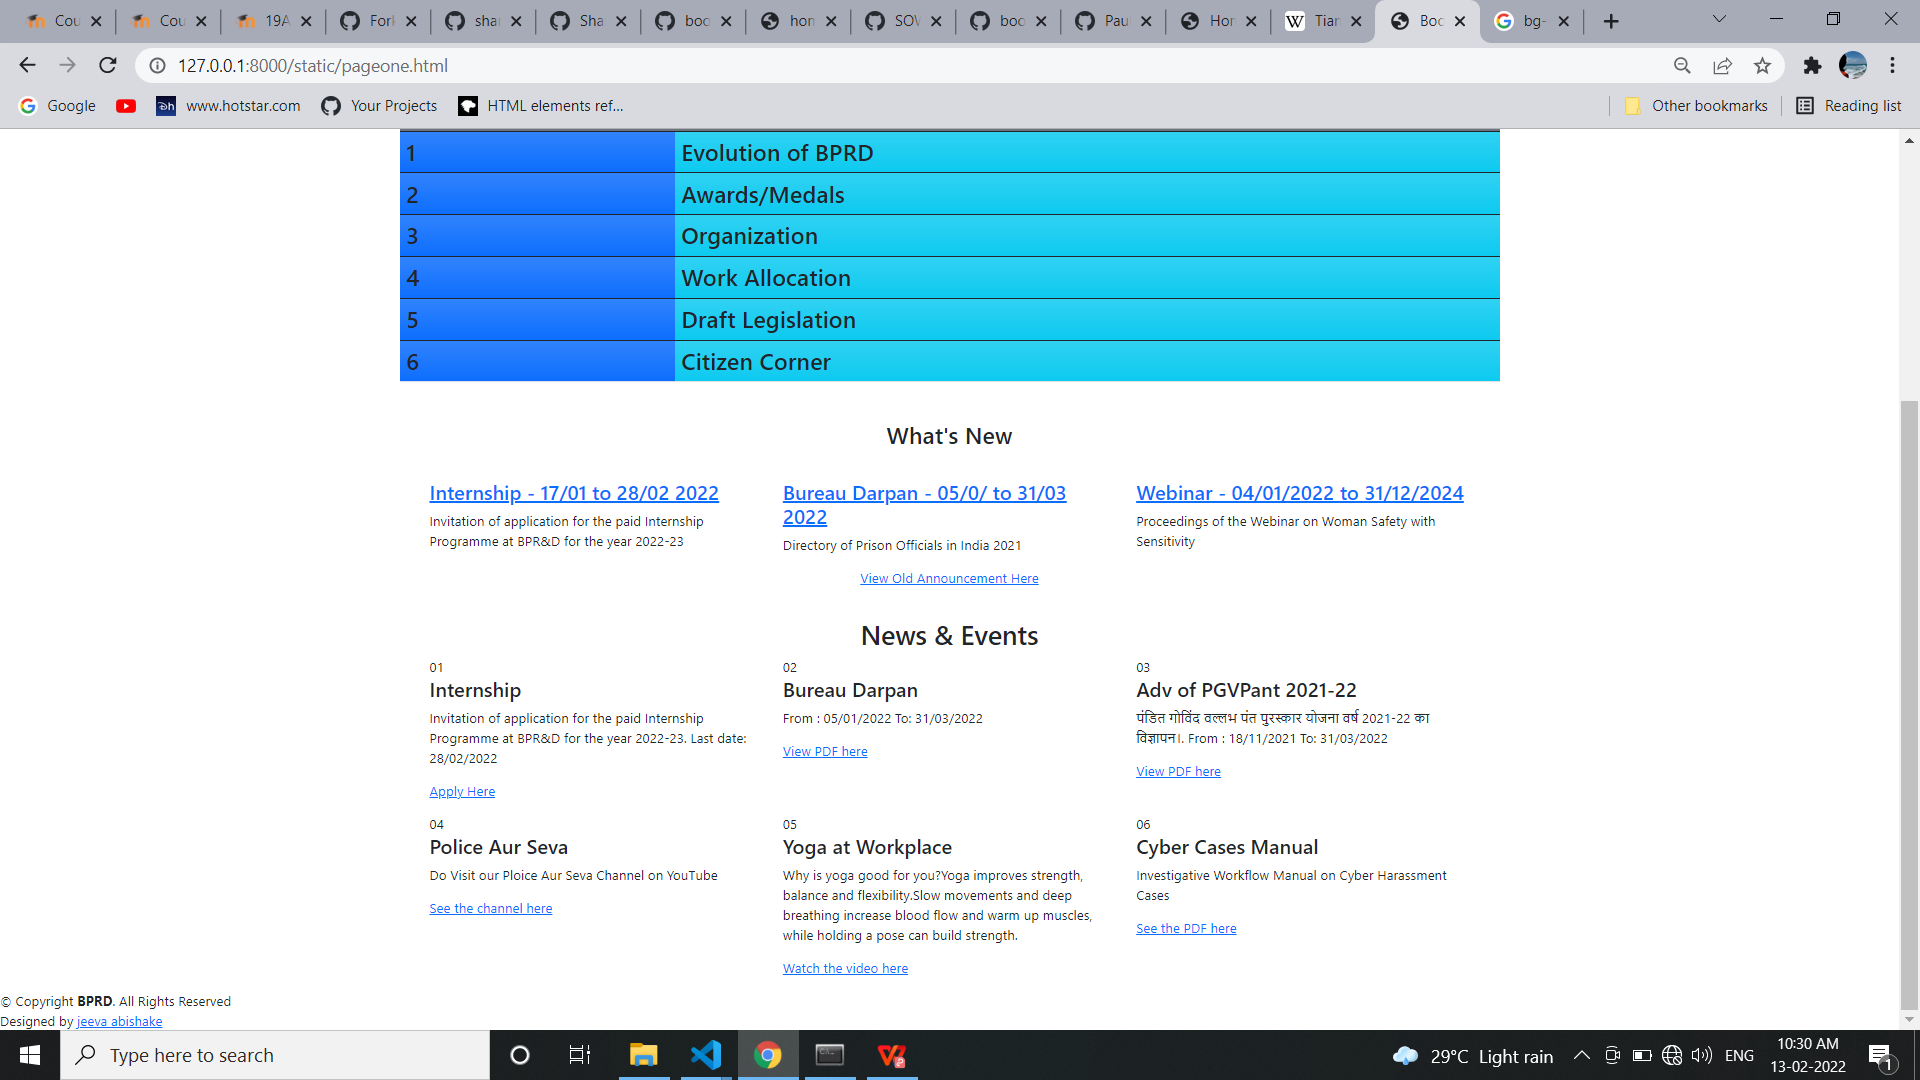 Cou
Cou
19A
Fork
shar
Sha
boo
hom
SOW
boo
Pau
Hor
Tiar
Boo
bg-
127.0.0.1:8000/static/pageone.html
Google
www.hotstar.com
Your Projects
HTML elements ref...
Other bookmarks
Reading list
1 Evolution of BPRD
2 Awards/Medals
3 Organization
4 Work Allocation
5 Draft Legislation
6 Citizen Corner
What's New
Internship - 17/01 to 28/02 2022
Invitation of application for the paid Internship
Programme at BPR&D for the year 2022-23
Bureau Darpan - 05/0/ to 31/03
2022
Directory of Prison Officials in India 2021
Webinar - 04/01/2022 to 31/12/2024
Proceedings of the Webinar on Woman Safety with
Sensitivity
View Old Announcement Here
News & Events
01
Internship
Invitation of application for the paid Internship
Programme at BPR&D for the year 2022-23. Last date:
28/02/2022
Apply Here
02
Bureau Darpan
From : 05/01/2022 To: 31/03/2022
View PDF here
03
Adv of PGVPant 2021-22
पंडित गोविंद वल्लभ पंत पुरस्कार योजना वर्ष 2021-22 का
विज्ञापन।. From : 18/11/2021 To: 31/03/2022
View PDF here
04
Police Aur Seva
Do Visit our Ploice Aur Seva Channel on YouTube
See the channel here
05
Yoga at Workplace
Why is yoga good for you?Yoga improves strength,
balance and flexibility.Slow movements and deep
breathing increase blood flow and warm up muscles,
while holding a pose can build strength.
Watch the video here
06
Cyber Cases Manual
Investigative Workflow Manual on Cyber Harassment
Cases
See the PDF here
© Copyright BPRD. All Rights Reserved
Designed by jeeva abishake
Type here to search
29°C Light rain
ENG
10:30 AM
13-02-2022
1